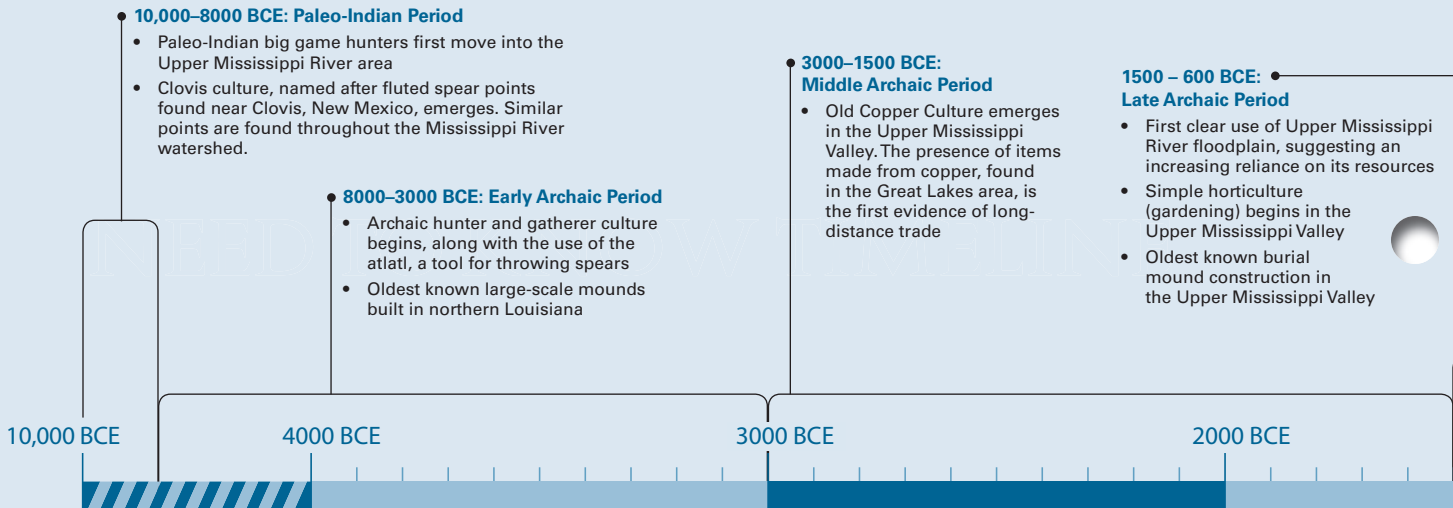 10,000–8000 BCE: Paleo-Indian Period
• Paleo-Indian big game hunters first move into the
Upper Mississippi River area
• Clovis culture, named after fluted spear points
found near Clovis, New Mexico, emerges. Similar
points are found throughout the Mississippi River
watershed.
8000–3000 BCE: Early Archaic Period
• Archaic hunter and gatherer culture
begins, along with the use of the
atlatl, a tool for throwing spears
• Oldest known large-scale mounds
built in northern Louisiana
3000–1500 BCE:
Middle Archaic Period
• Old Copper Culture emerges
in the Upper Mississippi
Valley. The presence of items
made from copper, found
in the Great Lakes area, is
the first evidence of long-
distance trade
1500 – 600 BCE:
Late Archaic Period
• First clear use of Upper Mississippi
River floodplain, suggesting an
increasing reliance on its resources
• Simple horticulture
(gardening) begins in the
Upper Mississippi Valley
• Oldest known burial
mound construction in
the Upper Mississippi Valley
10,000 BCE
4000 BCE
3000 BCE
2000 BCE